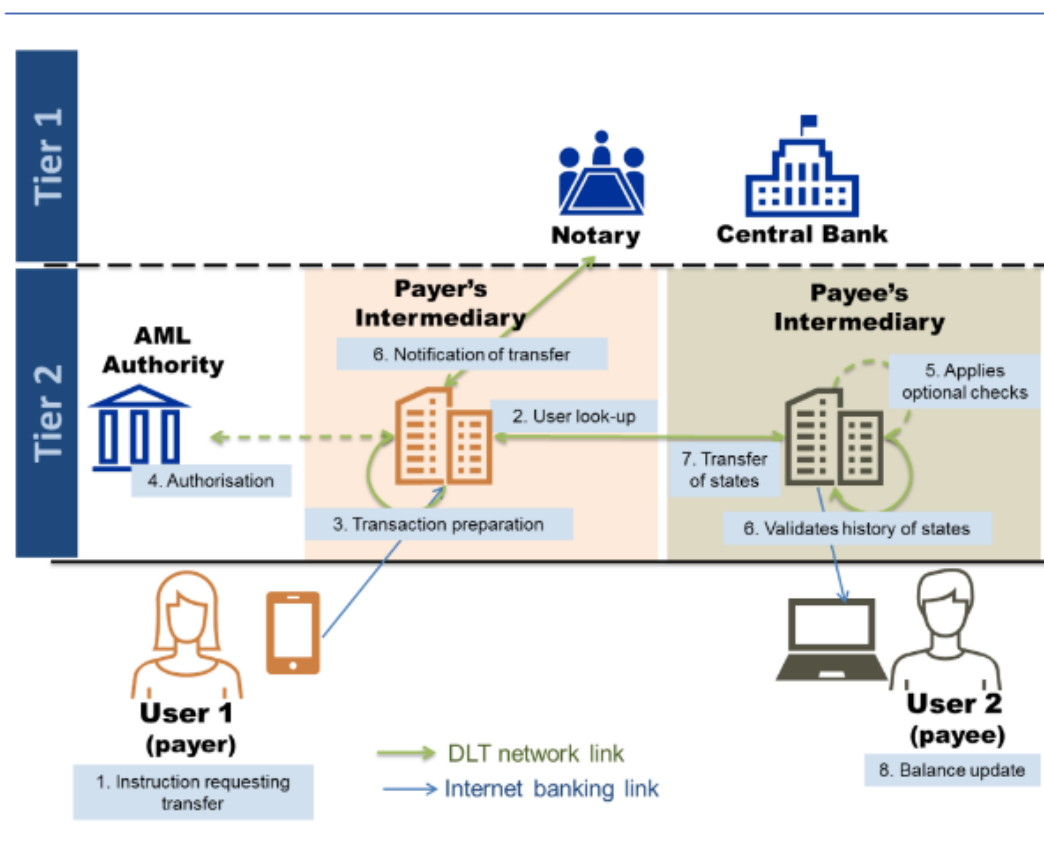 Tier 1
Notary
Central Bank
Tier 2
AML
Authority
Payer's
Intermediary
Payee's
Intermediary
6. Notification of transfer
5. Applies
optional checks
2. User look-up
7. Transfer
of states
4. Authorisation
3. Transaction preparation
6. Validates history of states
User 1
(payer)
1. Instruction requesting
transfer
User 2
(payee)
8. Balance update
DLT network link
Internet banking link